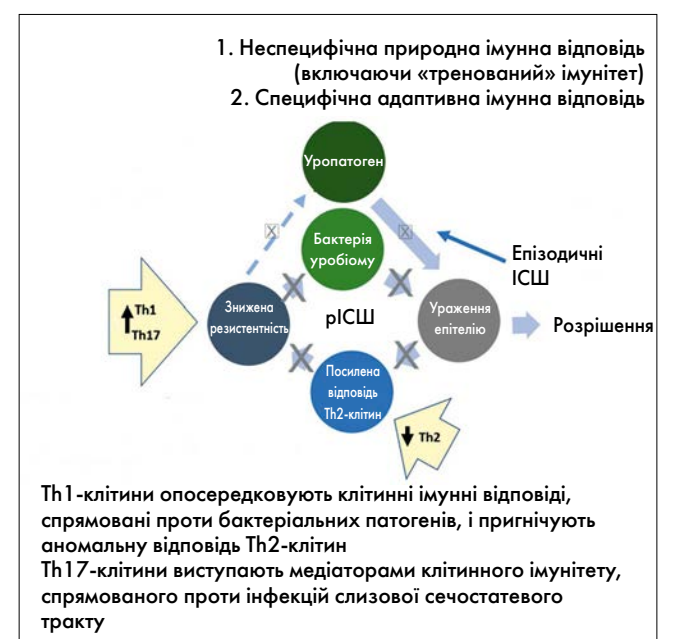 1. Неспецифічна природна імунна відповідь
(включаючи «тренований» імунітет)
2. Специфічна адаптивна імунна відповідь
Уропатоген
Бактерія
уробіому
Епізодичні
ІСШ
Th1
Th17
Знижена
резистентність
рІСШ
Ураження
епітелію
Розрішення
Посилена
відповідь
Th2-клітин
Th2
Th1-клітини опосередковують клітинні імунні відповіді,
спрямовані проти бактеріальних патогенів, і пригнічують
аномальну відповідь Th2-клітин
Th17-клітини виступають медіаторами клітинного імунітету,
спрямованого проти інфекцій слизової сечостатевого
тракту